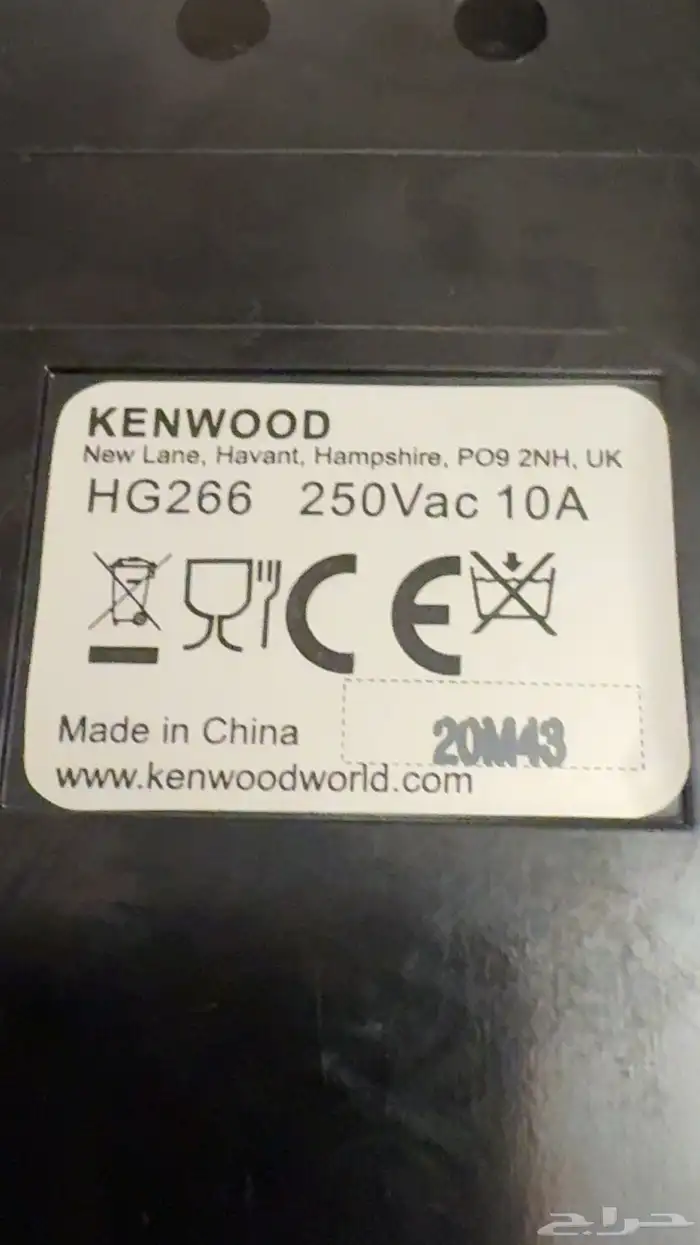 KENWOOD
New Lane, Havant, Hampshire, PO9 2NH, UK
HG266 250Vac 10A
CE
Made in China
20M43
www.kenwoodworld.com
حراج